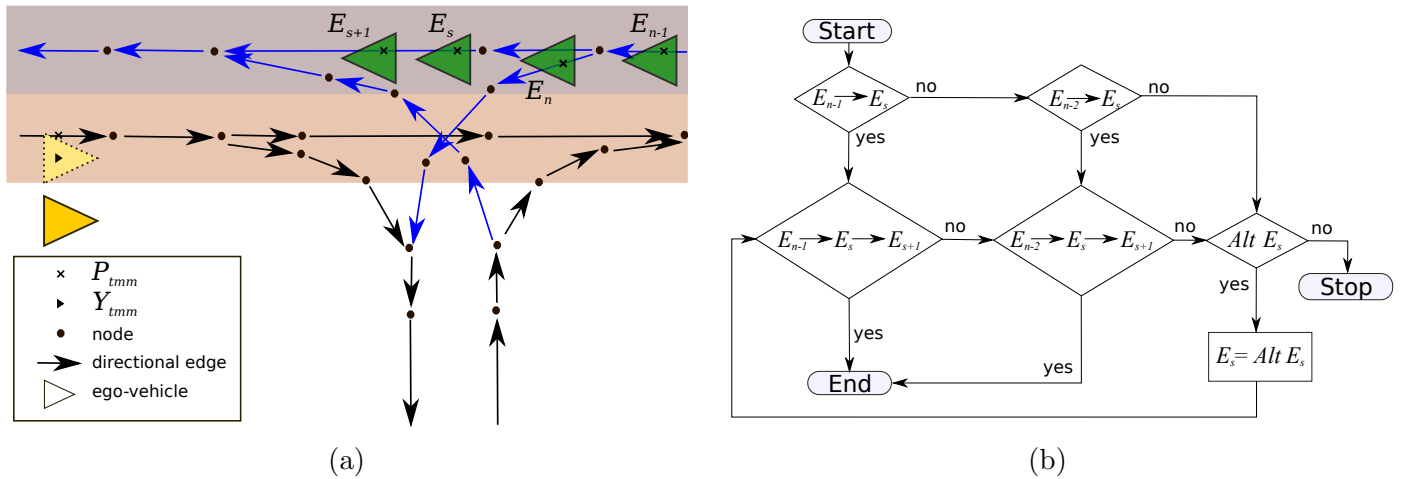 E_{s+1} E_s E_{n-1}
E_n
P_{tmm}
Y_{tmm}
node
directional edge
ego-vehicle
(a)
Start
E_{n-1} → E_s no E_{n-2} → E_s no
yes yes
E_{n-1} → E_s → E_{s+1} no E_{n-2} → E_s → E_{s+1} no Alt E_s no
yes Stop
yes yes E_s = Alt E_s
End
(b)